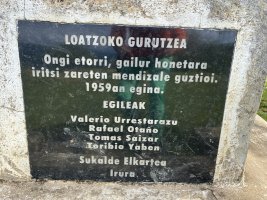 LOATZOKO GURUTZEA
Ongi etorri, gailur honetara
iritsi zareten mendizale guztioi.
1959an egina.
EGILEAK
Valerio Urrestarazu
Rafael Otaño
Tomas Saizar
Toribio Yaben
Sukalde Elkartea
Irura